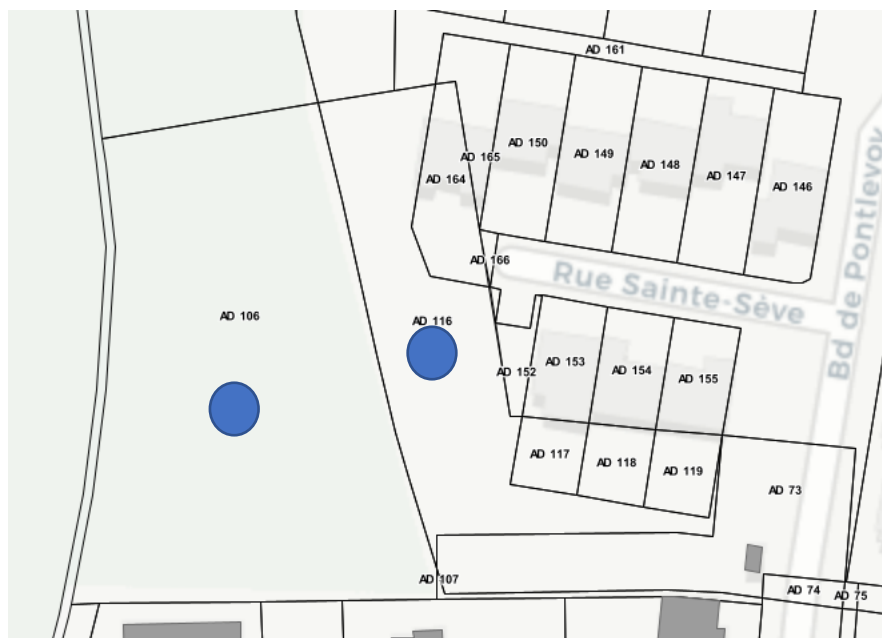 AD 161
AD 150
AD 149
AD 165
AD 148
AD 164
AD 147
AD 146
AD 166
Rue Sainte-Sève
Bd de Pontlevoy
AD 106
AD 116
AD 153
AD 152
AD 154
AD 155
AD 117
AD 118
AD 119
AD 73
AD 107
AD 74
AD 75